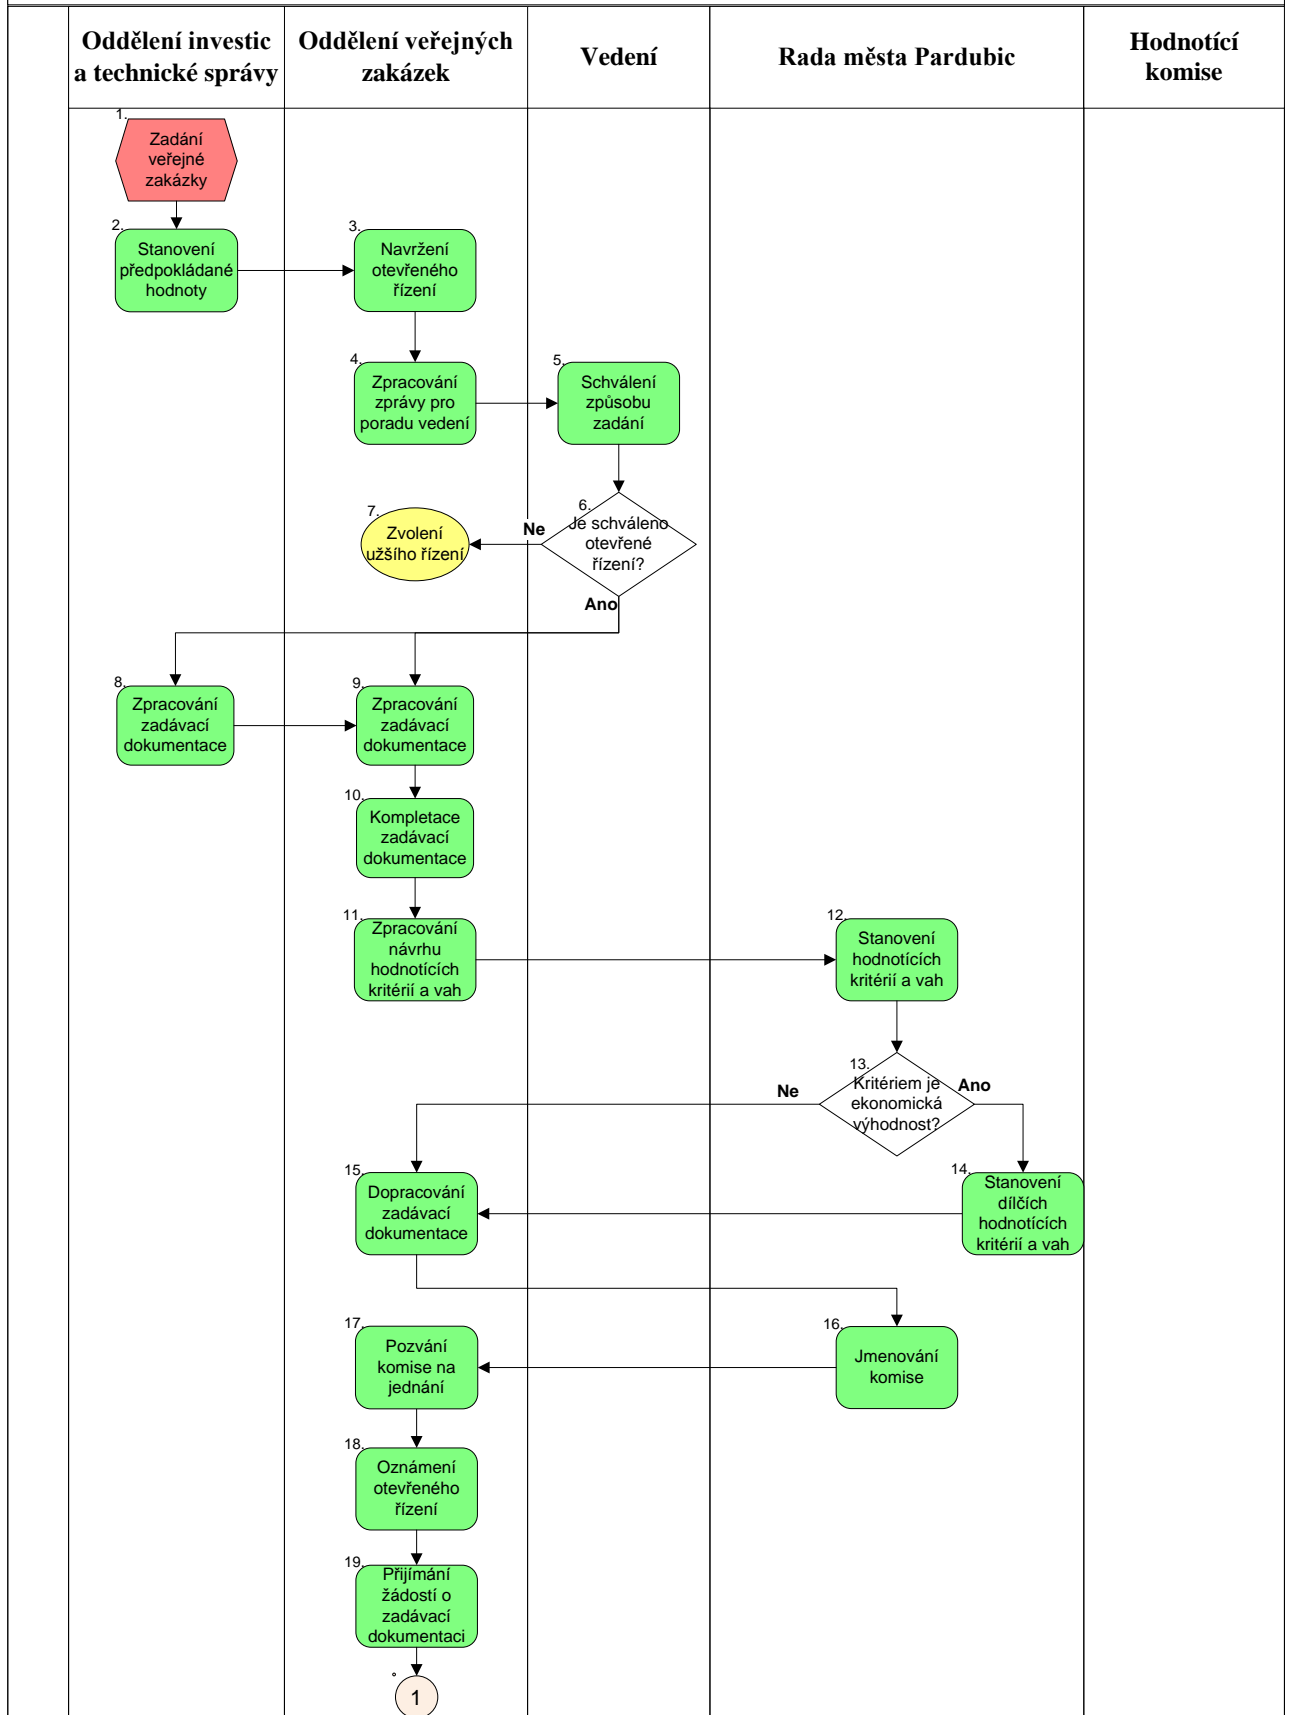 Oddělení investic
a technické správy
Oddělení veřejných
zakázek
Vedení
Rada města Pardubic
Hodnotící
komise
1.
Zadání
veřejné
zakázky
2.
Stanovení
předpokládané
hodnoty
3.
Navržení
otevřeného
řízení
4.
Zpracování
zprávy pro
poradu vedení
5.
Schválení
způsobu
zadání
6.
Je schváleno
otevřené
řízení?
Ne
7.
Zvolení
užšího řízení
Ano
8.
Zpracování
zadávací
dokumentace
9.
Zpracování
zadávací
dokumentace
10.
Kompletace
zadávací
dokumentace
11.
Zpracování
návrhu
hodnotících
kritérií a vah
12.
Stanovení
hodnotících
kritérií a vah
13.
Kritériem je
ekonomická
výhodnost?
Ne
Ano
14.
Stanovení
dílčích
hodnotících
kritérií a vah
15.
Dopracování
zadávací
dokumentace
16.
Jmenování
komise
17.
Pozvání
komise na
jednání
18.
Oznámení
otevřeného
řízení
19.
Přijímání
žádostí o
zadávací
dokumentaci
1